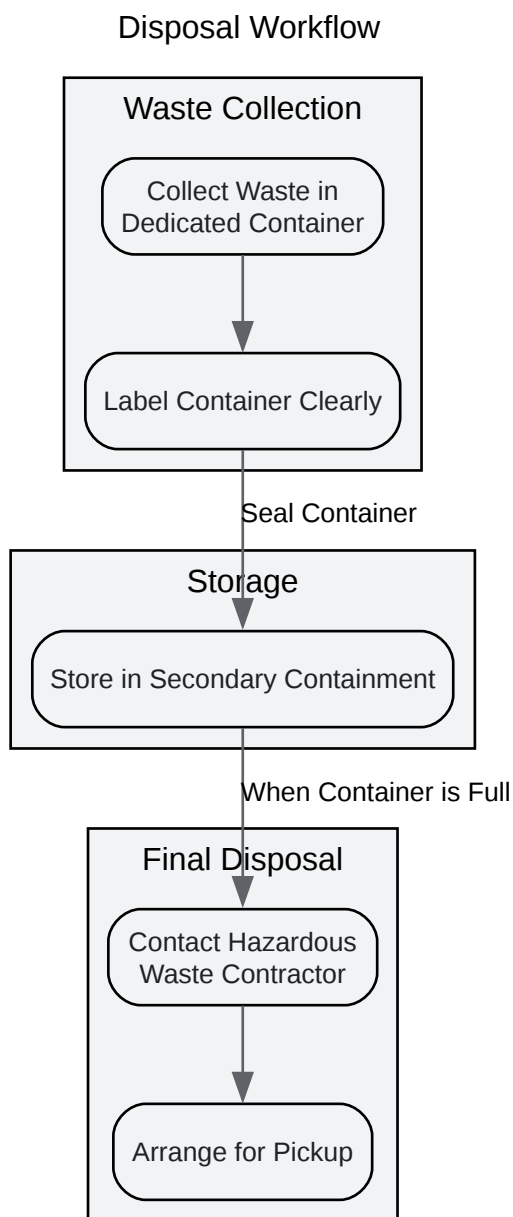 Disposal Workflow
Waste Collection
Collect Waste in
Dedicated Container
Label Container Clearly
Seal Container
Storage
Store in Secondary Containment
When Container is Full
Final Disposal
Contact Hazardous
Waste Contractor
Arrange for Pickup